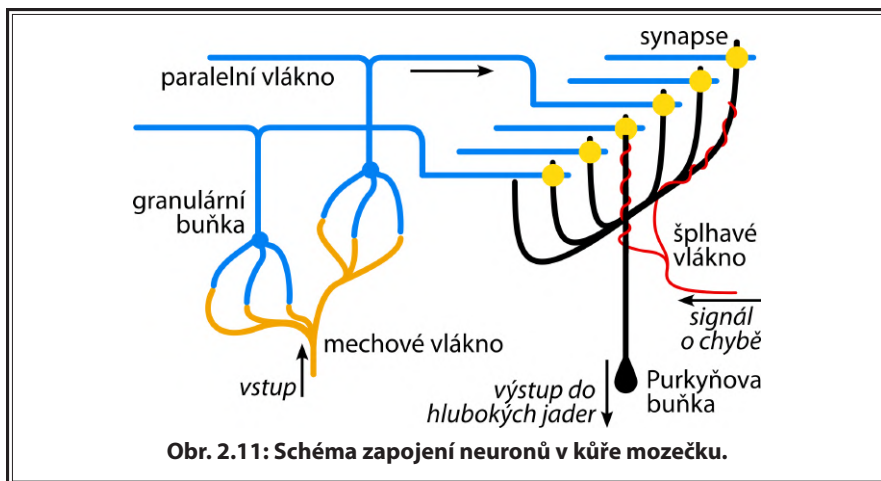 synapse
paralelní vlákno
granulární
buňka
šplhavé
vlákno
signál
o chybě
mechové vlákno
vstup
výstup do
hlubokých jader
Purkyňova
buňka
Obr. 2.11: Schéma zapojení neuronů v kůře mozečku.